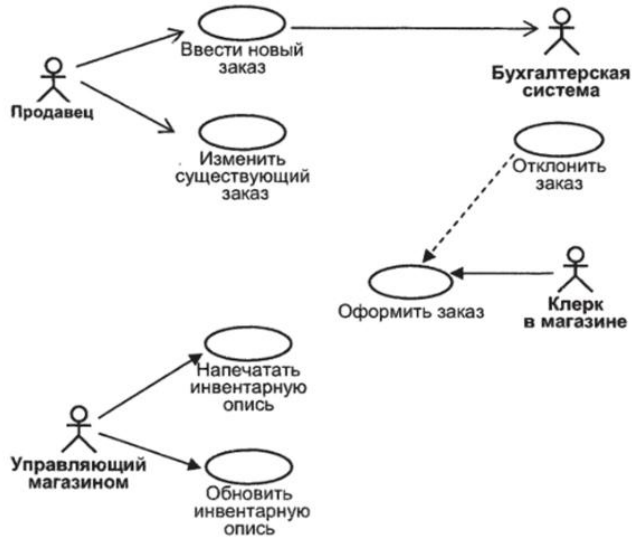 Ввести новый
заказ
Бухгалтерская
система
Продавец
Изменить
существующий
заказ
Отклонить
заказ
Оформить заказ
Клерк
в магазине
Напечатать
инвентарную
опись
Управляющий
магазином
Обновить
инвентарную
опись